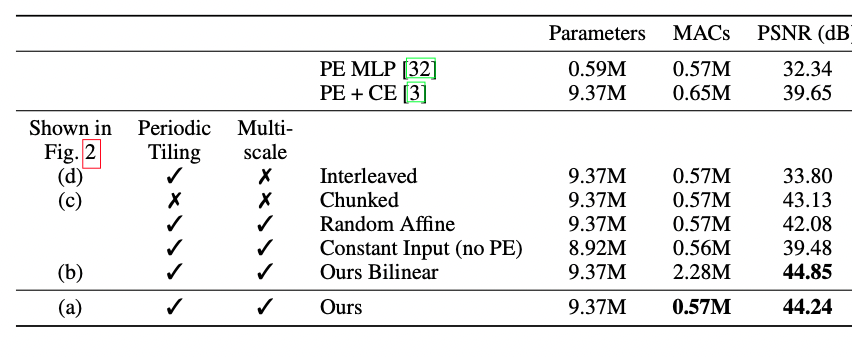 Parameters MACs PSNR (dB)
PE MLP [32] 0.59M 0.57M 32.34
PE + CE [3] 9.37M 0.65M 39.65
Shown in Periodic Multi-
Fig. 2 Tiling scale
(d) ✓ ✗ Interleaved 9.37M 0.57M 33.80
(c) ✗ ✗ Chunked 9.37M 0.57M 43.13
✓ ✓ Random Affine 9.37M 0.57M 42.08
✓ ✓ Constant Input (no PE) 8.92M 0.56M 39.48
(b) ✓ ✓ Ours Bilinear 9.37M 2.28M 44.85
(a) ✓ ✓ Ours 9.37M 0.57M 44.24